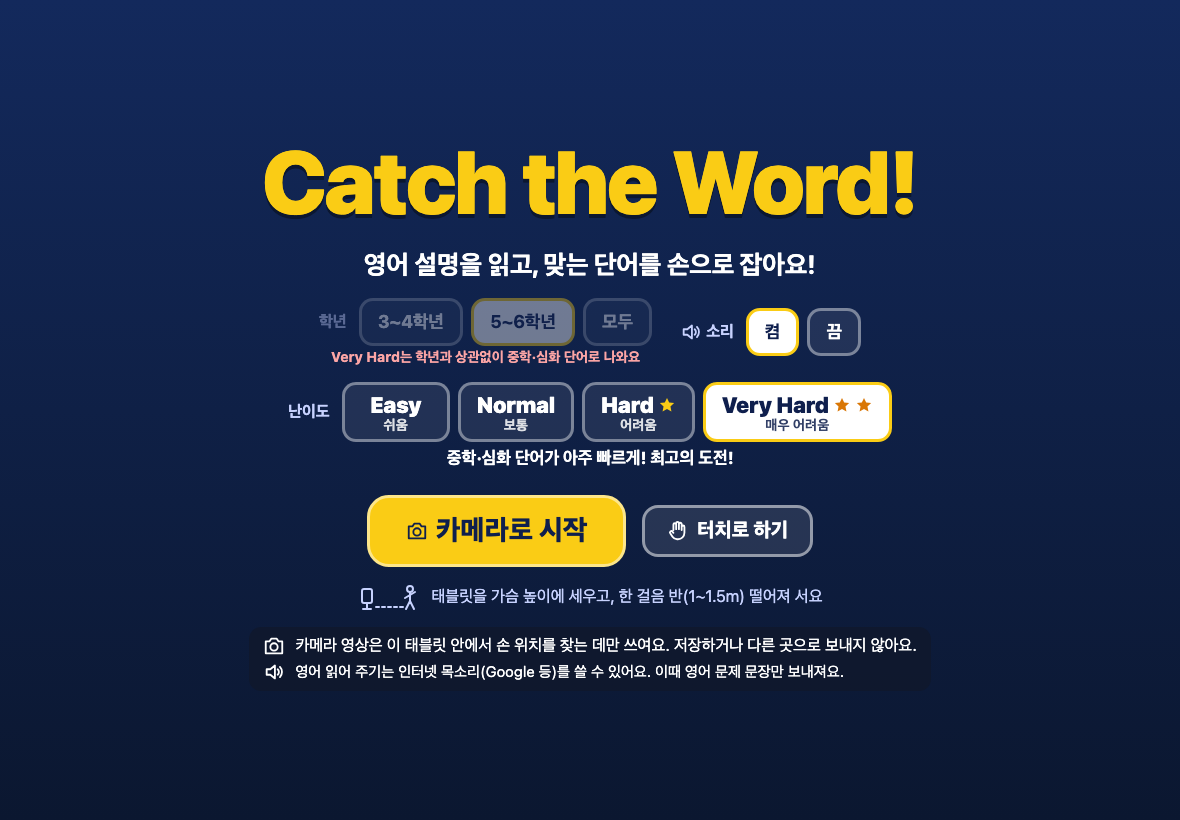 Catch the Word!
영어 설명을 읽고, 맞는 단어를 손으로 잡아요!
학년 3~4학년 5~6학년 모두 소리 켬 끔
Very Hard는 학년과 상관없이 중학·심화 단어로 나와요
난이도 Easy Normal Hard Very Hard
쉬움 보통 어려움 매우 어려움
중학·심화 단어가 아주 빠르게! 최고의 도전!
카메라로 시작 터치로 하기
태블릿을 가슴 높이에 세우고, 한 걸음 반(1~1.5m) 떨어져 서요
카메라 영상은 이 태블릿 안에서 손 위치를 찾는 데만 쓰여요. 저장하거나 다른 곳으로 보내지 않아요.
영어 읽어 주기는 인터넷 목소리(Google 등)를 쓸 수 있어요. 이때 영어 문제 문장만 보내져요.